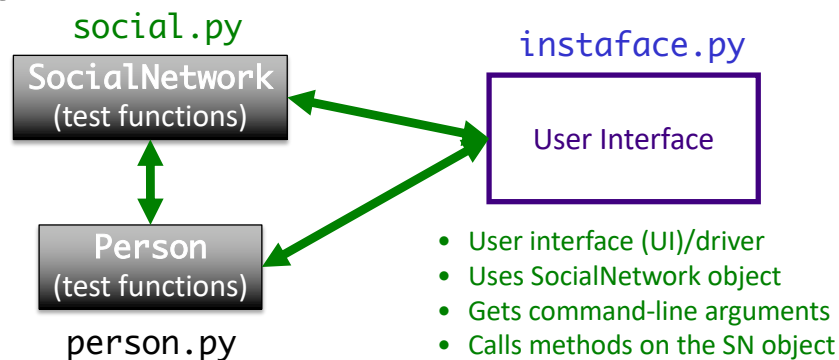 social.py
SocialNetwork
(test functions)
Person
(test functions)
person.py
instaface.py
User Interface
• User interface (UI)/driver
• Uses SocialNetwork object
• Gets command-line arguments
• Calls methods on the SN object